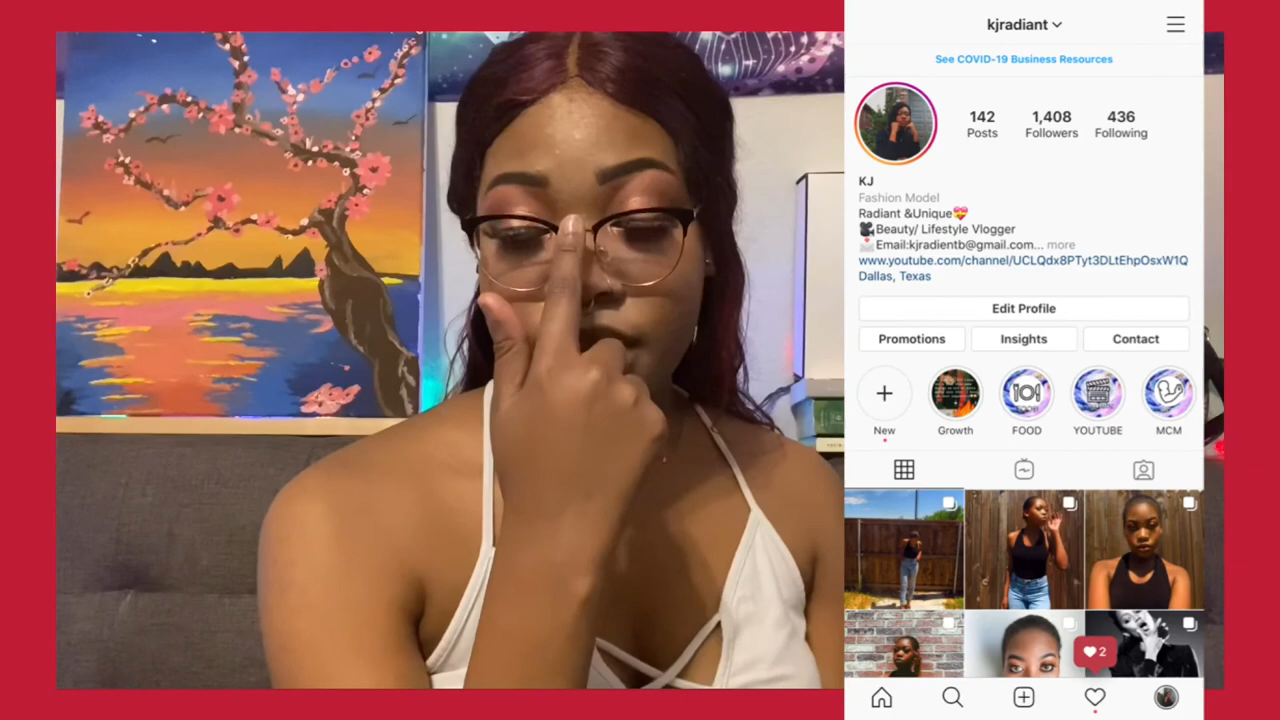 kjradiant
See COVID-19 Business Resources
142
Posts
1,408
Followers
436
Following
KJ
Fashion Model
Radiant &Unique💝
🎥Beauty/ Lifestyle Vlogger
📩Email:kjradientb@gmail.com... more
www.youtube.com/channel/UCLQdx8PTyt3DLtEhpOsxW1Q
Dallas, Texas
Edit Profile
Promotions
Insights
Contact
New
Growth
FOOD
YOUTUBE
MCM
2